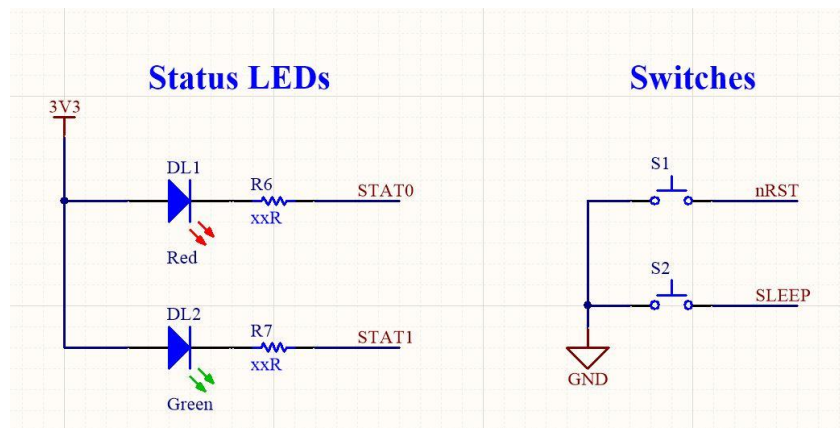 Status LEDs
3V3
DL1
R6
STAT0
xxR
Red
DL2
R7
STAT1
xxR
Green
Switches
S1
nRST
S2
SLEEP
GND